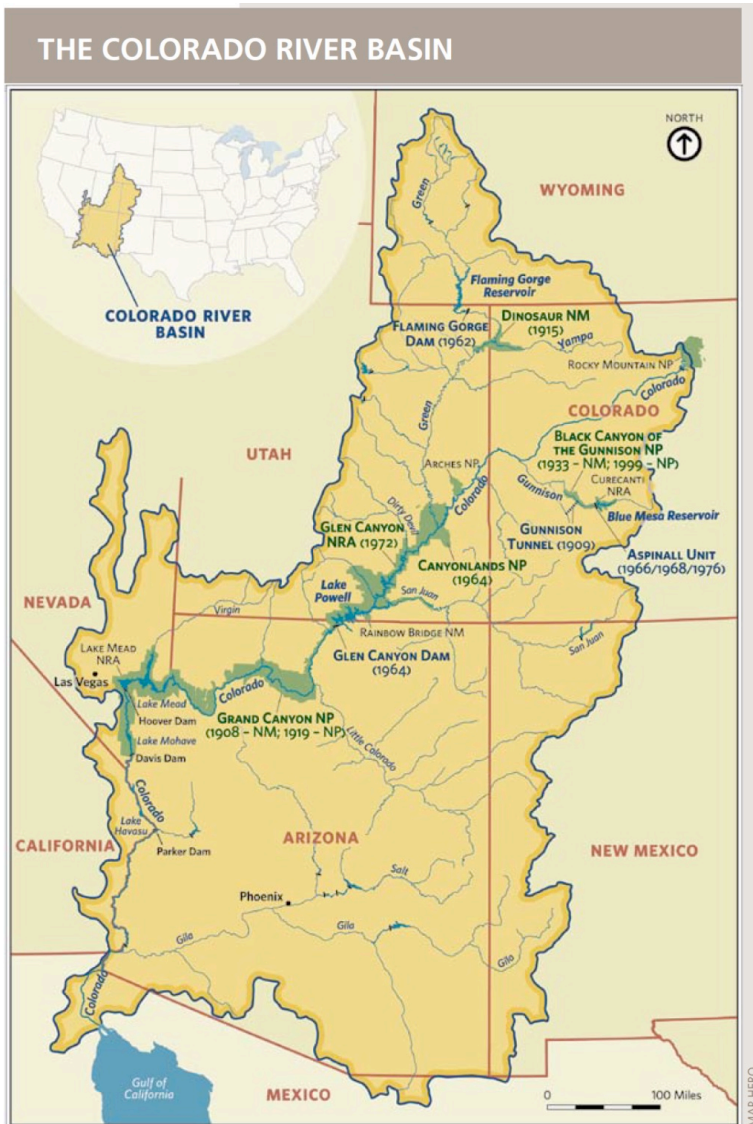 THE COLORADO RIVER BASIN
NORTH
WYOMING
Green
COLORADO RIVER
BASIN
Flaming Gorge
Reservoir
FLAMING GORGE
DAM (1962)
DINOSAUR NM
(1915)
Yampa
ROCKY MOUNTAIN NP
Colorado
COLORADO
Green
UTAH
BLACK CANYON OF
THE GUNNISON NP
(1933 – NM; 1999 – NP)
ARCHES NP
Colorado
Gunnison
CURECANTI
NRA
Dirty Devil
Blue Mesa Reservoir
GLEN CANYON
NRA (1972)
GUNNISON
TUNNEL (1909)
ASPINALL UNIT
(1966/1968/1976)
CANYONLANDS NP
(1964)
Lake
Powell
San Juan
NEVADA
Virgin
RAINBOW BRIDGE NM
San Juan
LAKE MEAD
NRA
GLEN CANYON DAM
(1964)
Las Vegas
Colorado
Lake Mead
Hoover Dam
GRAND CANYON NP
(1908 – NM; 1919 – NP)
Lake Mohave
Little Colorado
Davis Dam
Colorado
Lake
Havasu
CALIFORNIA
Parker Dam
ARIZONA
NEW MEXICO
Salt
Phoenix
Gila
Gila
Gila
Colorado
Gulf of
California
MEXICO
0 100 Miles
MAP HERO